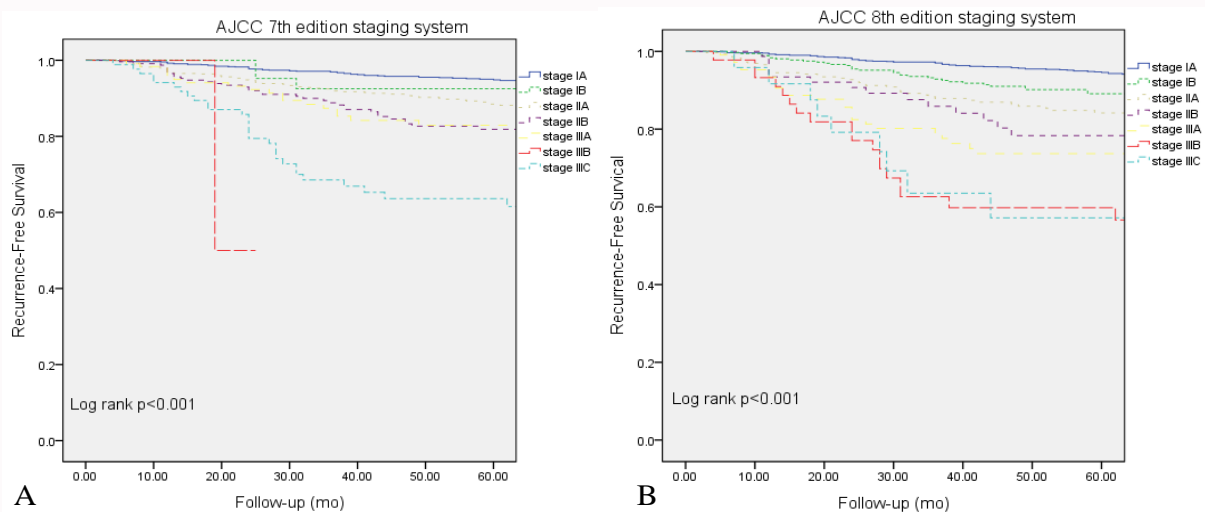 AJCC 7th edition staging system
Recurrence-Free Survival
1.0
0.8
0.6
0.4
0.2
0.0
Log rank p<0.001
0.00 10.00 20.00 30.00 40.00 50.00 60.00
Follow-up (mo)
stage IA
stage IB
stage IIA
stage IIB
stage IIIA
stage IIIB
stage IIIC
A
AJCC 8th edition staging system
Recurrence-Free Survical
1.0
0.8
0.6
0.4
0.2
0.0
Log rank p<0.001
0.00 10.00 20.00 30.00 40.00 50.00 60.00
Follow-up (mo)
stage IA
stage IB
stage IIA
stage IIB
stage IIIA
stage IIIB
stage IIIC
B